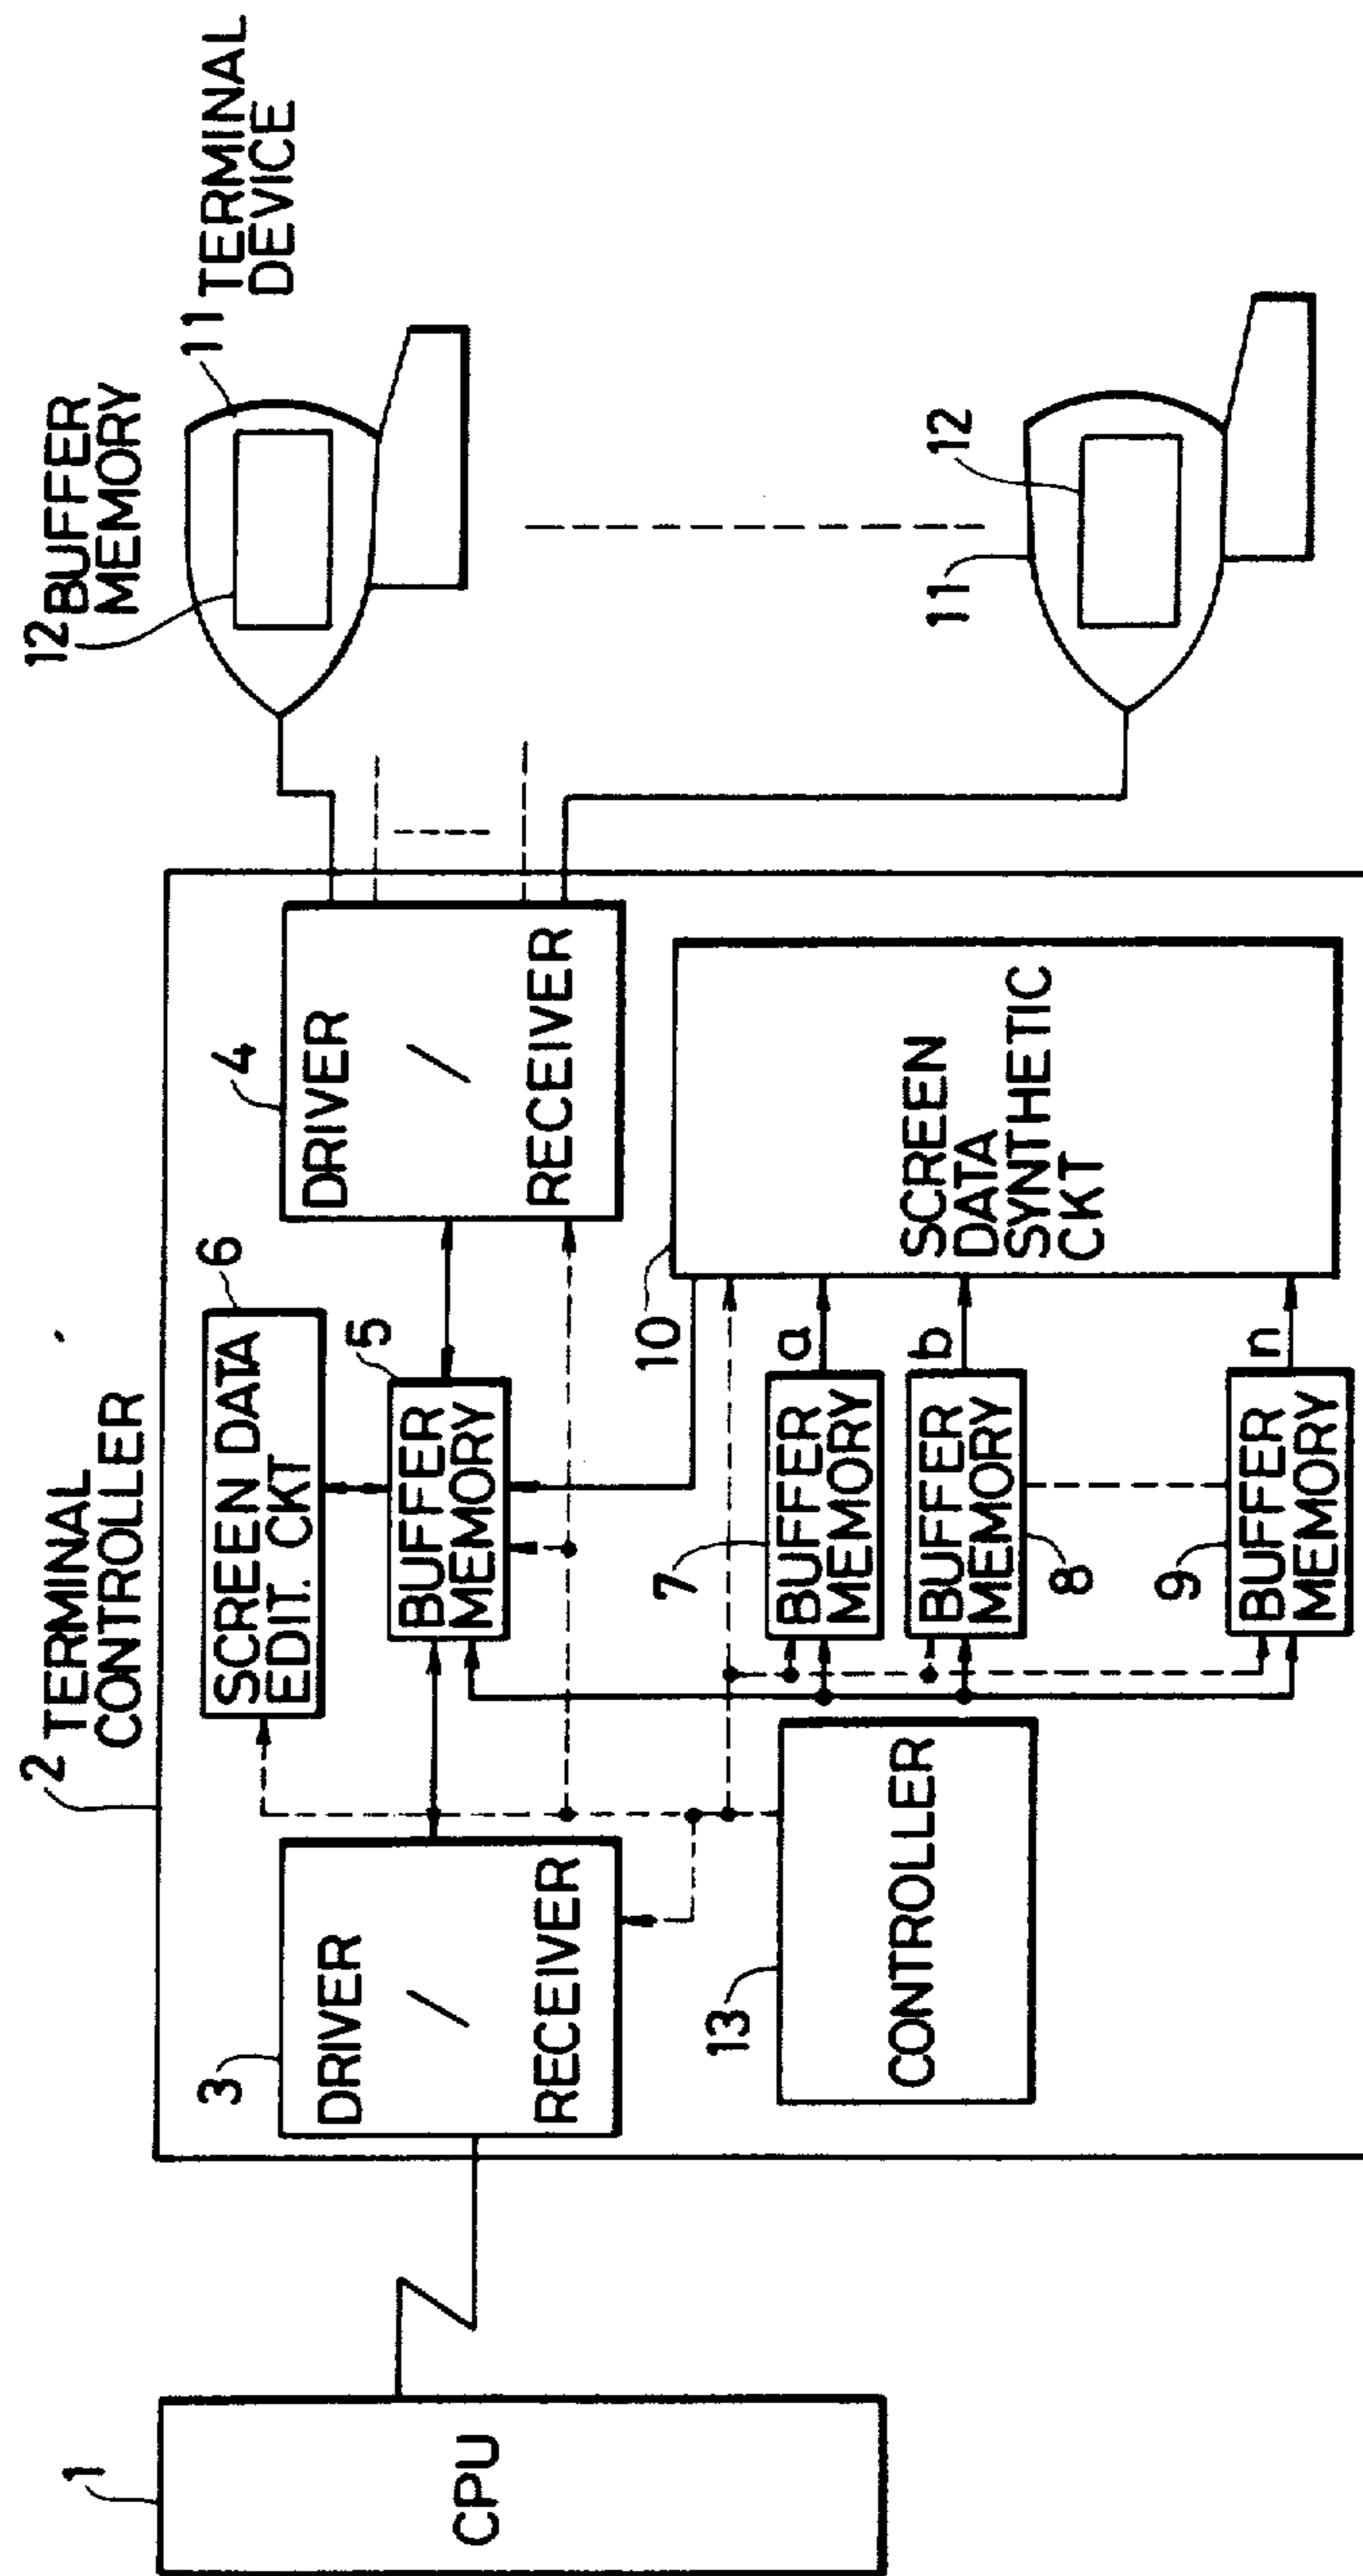 1
CPU
2 TERMINAL
CONTROLLER
3
DRIVER
/
RECEIVER
13
CONTROLLER
6
SCREEN DATA
EDIT. CKT
5
BUFFER
MEMORY
4
DRIVER
/
RECEIVER
7
BUFFER
MEMORY
a
8
BUFFER
MEMORY
b
9
BUFFER
MEMORY
n
10
SCREEN
DATA
SYNTHETIC
CKT
12 BUFFER
MEMORY
11 TERMINAL
DEVICE
11
12